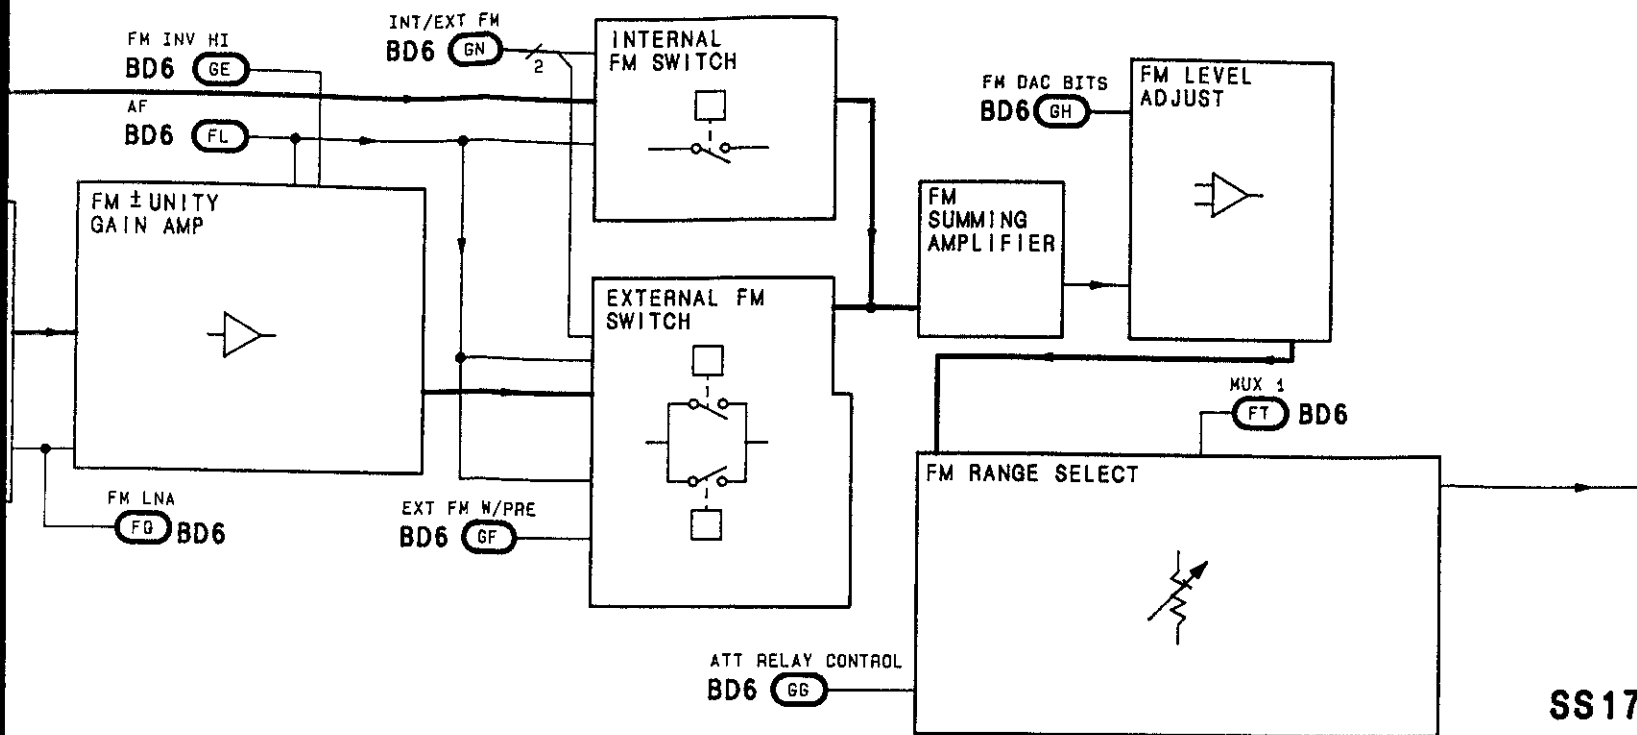 INT/EXT FM
BD6 GN
2
FM INV HI
BD6 GE
AF
BD6 FL
INTERNAL
FM SWITCH
FM DAC BITS
BD6 GH
FM LEVEL
ADJUST
FM ± UNITY
GAIN AMP
FM
SUMMING
AMPLIFIER
EXTERNAL FM
SWITCH
MUX 1
FT BD6
FM RANGE SELECT
FM LNA
FQ BD6
EXT FM W/PRE
BD6 GF
ATT RELAY CONTROL
BD6 GG
SS17